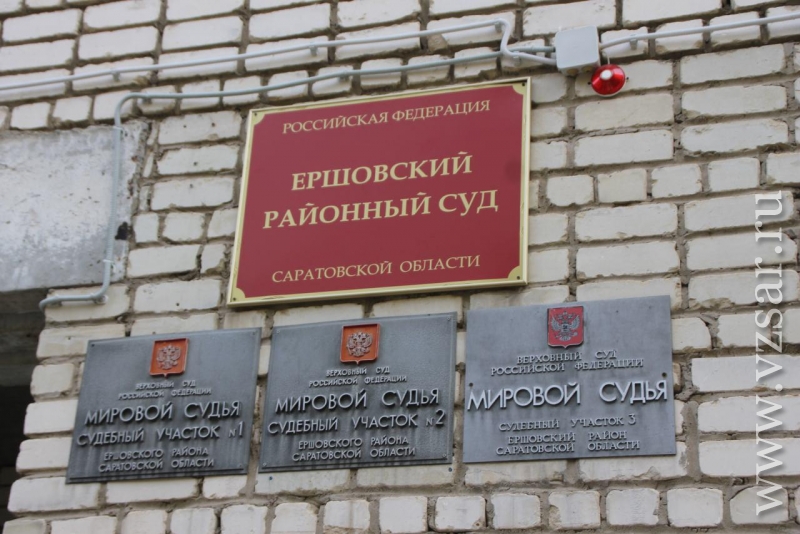 РОССИЙСКАЯ ФЕДЕРАЦИЯ
ЕРШОВСКИЙ
РАЙОННЫЙ СУД
САРАТОВСКОЙ ОБЛАСТИ
ВЕРХОВНЫЙ СУД
РОССИЙСКОЙ ФЕДЕРАЦИИ
МИРОВОЙ СУДЬЯ
СУДЕБНЫЙ УЧАСТОК №1
ЕРШОВСКОГО РАЙОНА
САРАТОВСКОЙ ОБЛАСТИ
ВЕРХОВНЫЙ СУД
РОССИЙСКОЙ ФЕДЕРАЦИИ
МИРОВОЙ СУДЬЯ
СУДЕБНЫЙ УЧАСТОК №2
ЕРШОВСКОГО РАЙОНА
САРАТОВСКОЙ ОБЛАСТИ
ВЕРХОВНЫЙ СУД
РОССИЙСКОЙ ФЕДЕРАЦИИ
МИРОВОЙ СУДЬЯ
СУДЕБНЫЙ УЧАСТОК 3
ЕРШОВСКИЙ РАЙОН
САРАТОВСКОЙ ОБЛАСТИ
www.vzsar.ru